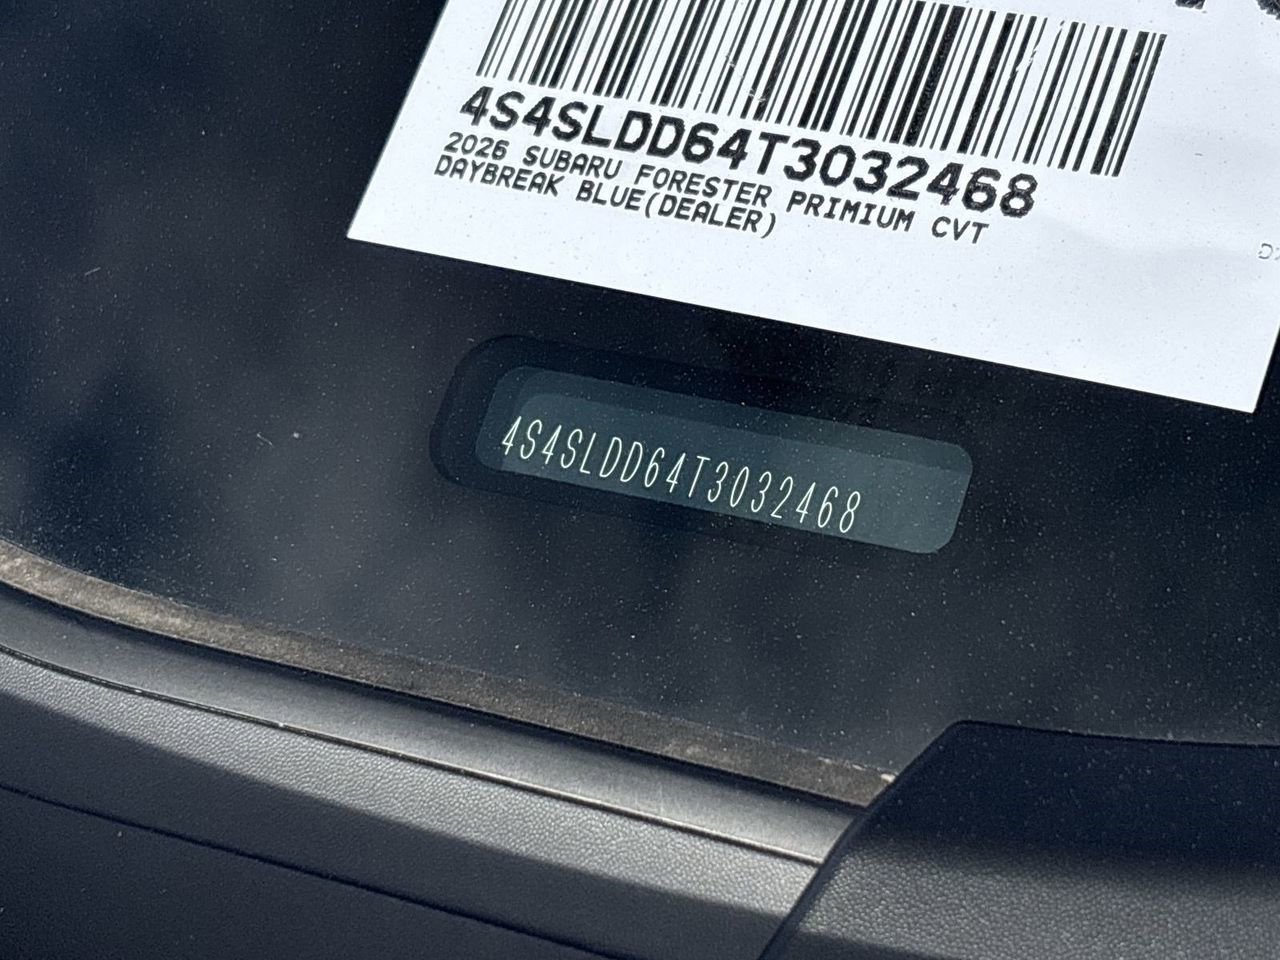 4S4SLDD64T3032468
2026 SUBARU FORESTER PRIMIUM CVT
DAYBREAK BLUE(DEALER)
4S4SLDD64T3032468